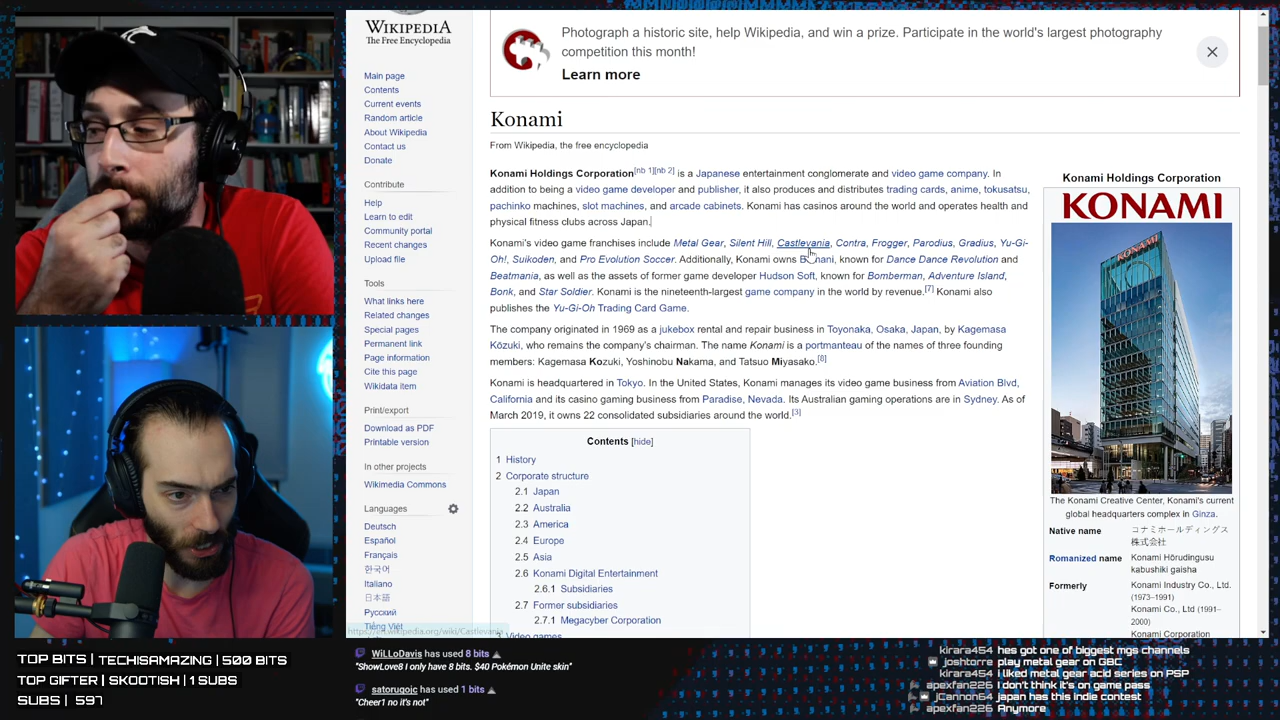 WIKIPEDIA
The Free Encyclopedia
Main page
Contents
Current events
Random article
About Wikipedia
Contact us
Donate
Contribute
Help
Learn to edit
Community portal
Recent changes
Upload file
Tools
What links here
Related changes
Special pages
Permanent link
Page information
Cite this page
Wikidata item
Print/export
Download as PDF
Printable version
In other projects
Wikimedia Commons
Languages
Deutsch
Español
Français
한국어
Italiano
日本語
Русский
Tiếng Việt
https://en.wikipedia.org/wiki/Castlevania
Photograph a historic site, help Wikipedia, and win a prize. Participate in the world's largest photography
competition this month!
Learn more
Konami
From Wikipedia, the free encyclopedia
Konami Holdings Corporation[nb 1][nb 2] is a Japanese entertainment conglomerate and video game company. In
addition to being a video game developer and publisher, it also produces and distributes trading cards, anime, tokusatsu,
pachinko machines, slot machines, and arcade cabinets. Konami has casinos around the world and operates health and
physical fitness clubs across Japan.
Konami's video game franchises include Metal Gear, Silent Hill, Castlevania, Contra, Frogger, Parodius, Gradius, Yu-Gi-
Oh!, Suikoden, and Pro Evolution Soccer. Additionally, Konami owns Bemani, known for Dance Dance Revolution and
Beatmania, as well as the assets of former game developer Hudson Soft, known for Bomberman, Adventure Island,
Bonk, and Star Soldier. Konami is the nineteenth-largest game company in the world by revenue.[7] Konami also
publishes the Yu-Gi-Oh Trading Card Game.
The company originated in 1969 as a jukebox rental and repair business in Toyonaka, Osaka, Japan, by Kagemasa
Kōzuki, who remains the company's chairman. The name Konami is a portmanteau of the names of three founding
members: Kagemasa Kozuki, Yoshinobu Nakama, and Tatsuo Miyasako.[8]
Konami is headquartered in Tokyo. In the United States, Konami manages its video game business from Aviation Blvd,
California and its casino gaming business from Paradise, Nevada. Its Australian gaming operations are in Sydney. As of
March 2019, it owns 22 consolidated subsidiaries around the world.[3]
Contents [hide]
1 History
2 Corporate structure
2.1 Japan
2.2 Australia
2.3 America
2.4 Europe
2.5 Asia
2.6 Konami Digital Entertainment
2.6.1 Subsidiaries
2.7 Former subsidiaries
2.7.1 Megacyber Corporation
3 Video games
Konami Holdings Corporation
KONAMI
KONAMI
The Konami Creative Center, Konami's current
global headquarters complex in Ginza.
Native name コナミホールディングス
株式会社
Romanized name Konami Hōrudingusu
kabushiki gaisha
Formerly Konami Industry Co., Ltd.
(1973–1991)
Konami Co., Ltd (1991–
2000)
Konami Corporation
TOP BITS | TECHISAMAZING | 500 BITS
TOP GIFTER | SKOOTISH | 1 SUBS
SUBS | 597
WiLLoDavis has used 8 bits
"ShowLove8 I only have 8 bits. $40 Pokémon Unite skin"
satorugojc has used 1 bits
"Cheer1 no it's not"
kirara454 hes got one of biggest mgs channels
joshtorre play metal gear on GBC
kirara454 I liked metal gear acid series on PSP
apexfan226 I don't think it's on game pass
jCannon64 japan has this indie contest
apexfan226 Anymore